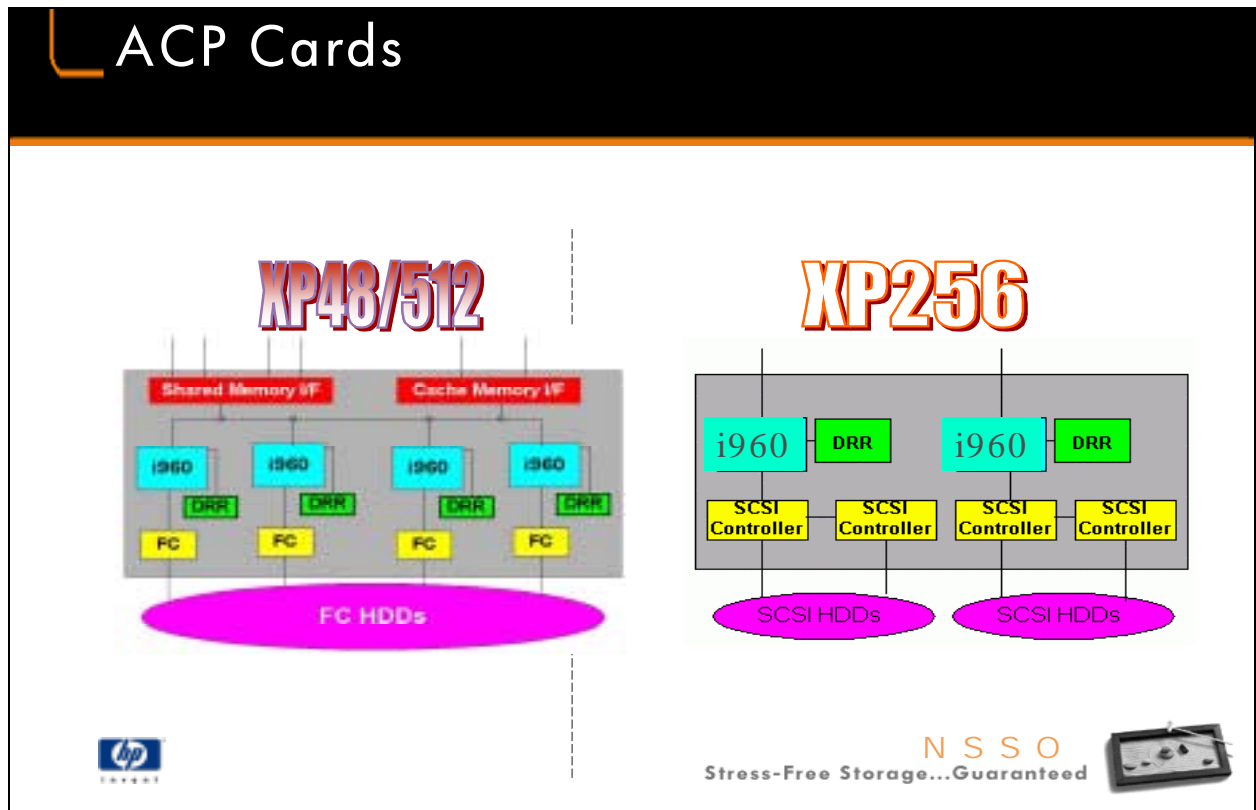 ACP Cards
XP48/512
Shared Memory I/F
Cache Memory I/F
i960
i960
i960
i960
DRR
DRR
DRR
DRR
FC
FC
FC
FC
FC HDDs
XP256
i960
DRR
i960
DRR
SCSI
Controller
SCSI
Controller
SCSI
Controller
SCSI
Controller
SCSI HDDs
SCSI HDDs
hp
invent
NSSO
Stress-Free Storage...Guaranteed